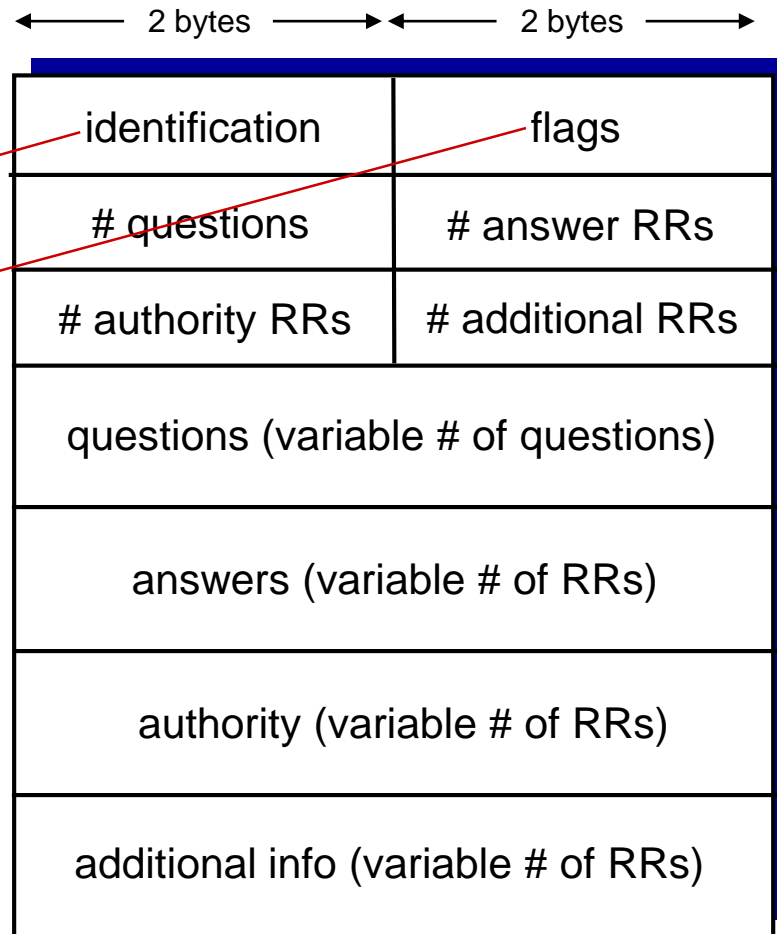 2 bytes 2 bytes
identification flags
# questions # answer RRs
# authority RRs # additional RRs
questions (variable # of questions)
answers (variable # of RRs)
authority (variable # of RRs)
additional info (variable # of RRs)